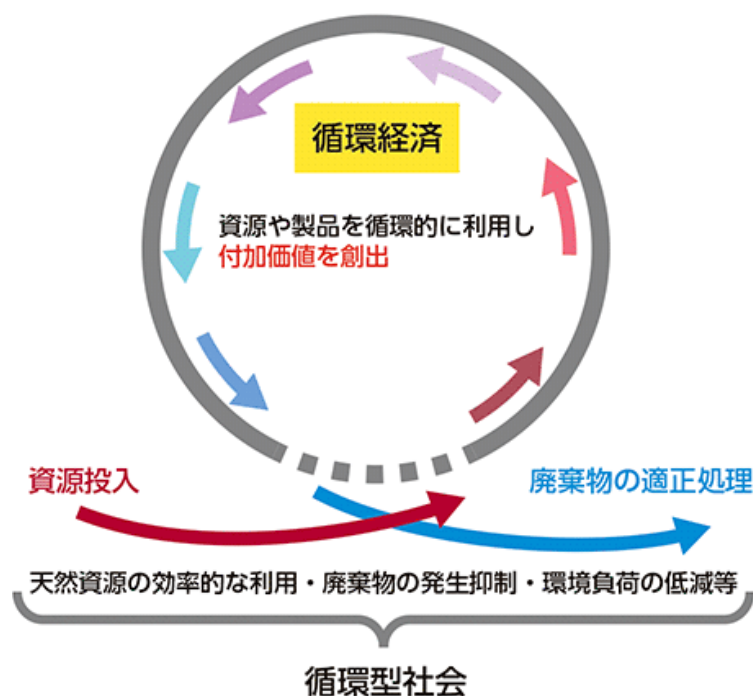 循環経済
資源や製品を循環的に利用し
付加価値を創出
資源投入
廃棄物の適正処理
天然資源の効率的な利用・廃棄物の発生抑制・環境負荷の低減等
循環型社会